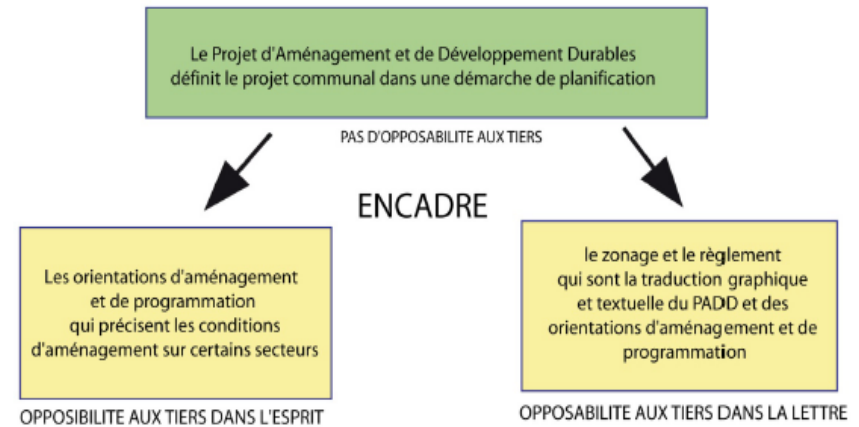 Le Projet d'Aménagement et de Développement Durables
définit le projet communal dans une démarche de planification
PAS D'OPPOSABILITE AUX TIERS
ENCADRE
Les orientations d'aménagement
et de programmation
qui précisent les conditions
d'aménagement sur certains secteurs
OPPOSIBILITE AUX TIERS DANS L'ESPRIT
le zonage et le règlement
qui sont la traduction graphique
et textuelle du PADD et des
orientations d'aménagement et de
programmation
OPPOSABILITE AUX TIERS DANS LA LETTRE